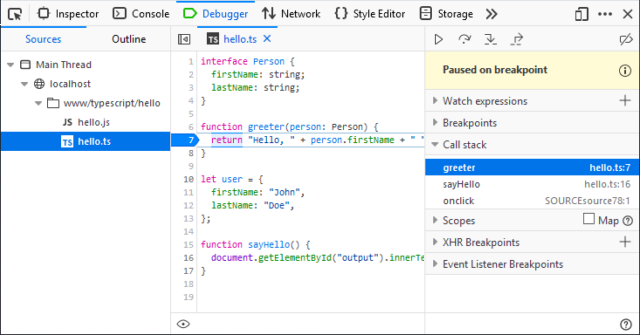 Inspector Console Debugger Network Style Editor Storage
Sources Outline
Main Thread
localhost
www/typescript/hello
JS hello.js
TS hello.ts
TS hello.ts
1 interface Person {
2 firstName: string;
3 lastName: string;
4 }
5
6 function greeter(person: Person) {
7 return "Hello, " + person.firstName + " "
8 }
9
10 let user = {
11 firstName: "John",
12 lastName: "Doe",
13 };
14
15 function sayHello() {
16 document.getElementById("output").innerTe
17 }
18
19
Paused on breakpoint
Watch expressions
Breakpoints
Call stack
greeter hello.ts:7
sayHello hello.ts:16
onclick SOURCEsource78:1
Scopes Map
XHR Breakpoints
Event Listener Breakpoints